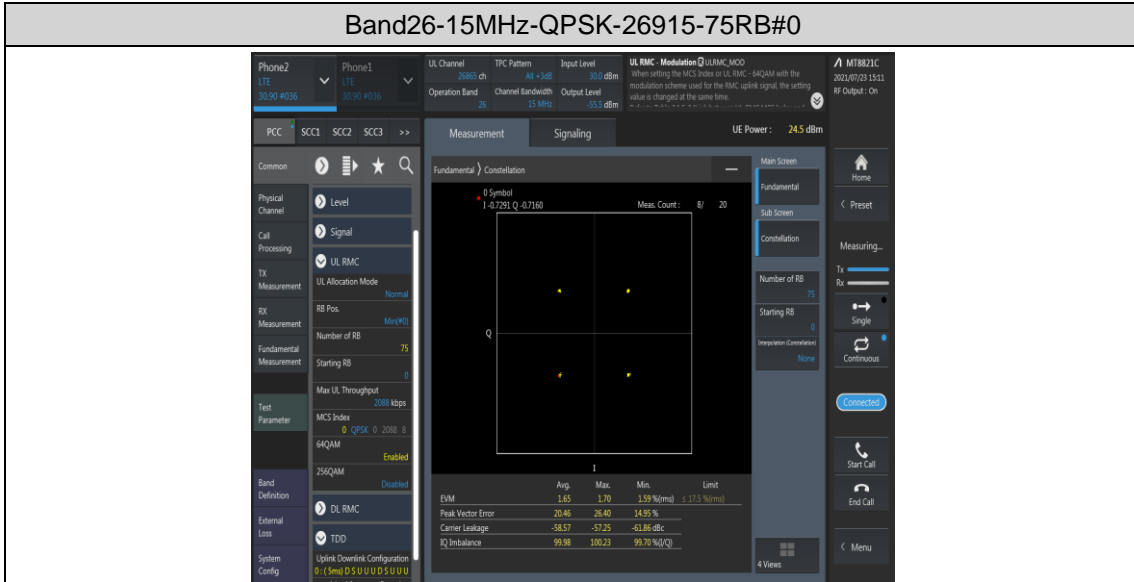 Band26-15MHz-QPSK-26915-75RB#0
Phone2
LTE
30.90 #036
Phone1
LTE
30.90 #036
UL Channel
26865 ch
TPC Pattern
All +3dB
Input Level
30.0 dBm
Operation Band
26
Channel Bandwidth
15 MHz
Output Level
-55.5 dBm
UL RMC - Modulation ULRMC_MOD
When setting the MCS Index or UL RMC - 64QAM with the
modulation scheme used for the RMC uplink signal, the setting
value is changed at the same time.
MT8821C
2021/07/23 15:11
RF Output : On
PCC SCC1 SCC2 SCC3 >>
Measurement
Signaling
UE Power : 24.5 dBm
Common
Physical
Channel
Call
Processing
TX
Measurement
RX
Measurement
Fundamental
Measurement
Test
Parameter
Band
Definition
External
Loss
System
Config
Level
Signal
UL RMC
UL Allocation Mode
Normal
RB Pos.
Min(#0)
Number of RB
75
Starting RB
0
Max UL Throughput
2088 kbps
MCS Index
0 QPSK 0 2088 8
64QAM
Enabled
256QAM
Disabled
DL RMC
TDD
Uplink Downlink Configuration
0 : ( 5ms) D S U U U D S U U U
Fundamental 〉 Constellation
0 Symbol
I -0.7291 Q -0.7160
Meas. Count : 8/ 20
Q
I
Avg. Max. Min. Limit
EVM 1.65 1.70 1.59 %(rms) ≤ 17.5 %(rms)
Peak Vector Error 20.46 26.40 14.95 %
Carrier Leakage -58.57 -57.25 -61.86 dBc
IQ Imbalance 99.98 100.23 99.70 %(I/Q)
Main Screen
Fundamental
Sub Screen
Constellation
Number of RB
75
Starting RB
0
Interpolation (Constellation)
None
4 Views
Home
< Preset
Measuring...
Tx
Rx
Single
Continuous
Connected
Start Call
End Call
< Menu